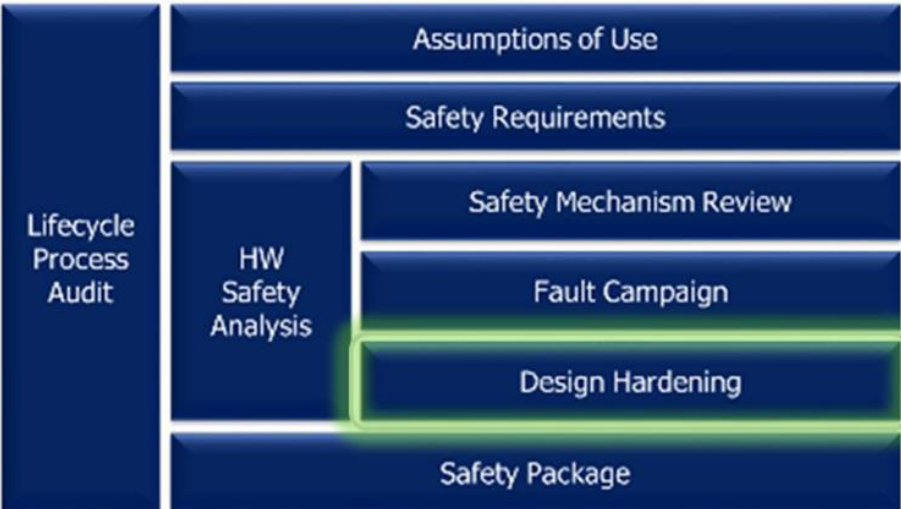 Assumptions of Use
Safety Requirements
Lifecycle
Process
Audit
HW
Safety
Analysis
Safety Mechanism Review
Fault Campaign
Design Hardening
Safety Package